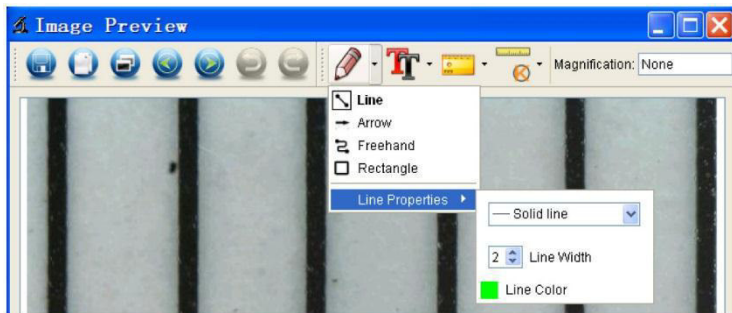 Image Preview
Magnification: None
Line
Arrow
Freehand
Rectangle
Line Properties
Solid line
2 Line Width
Line Color